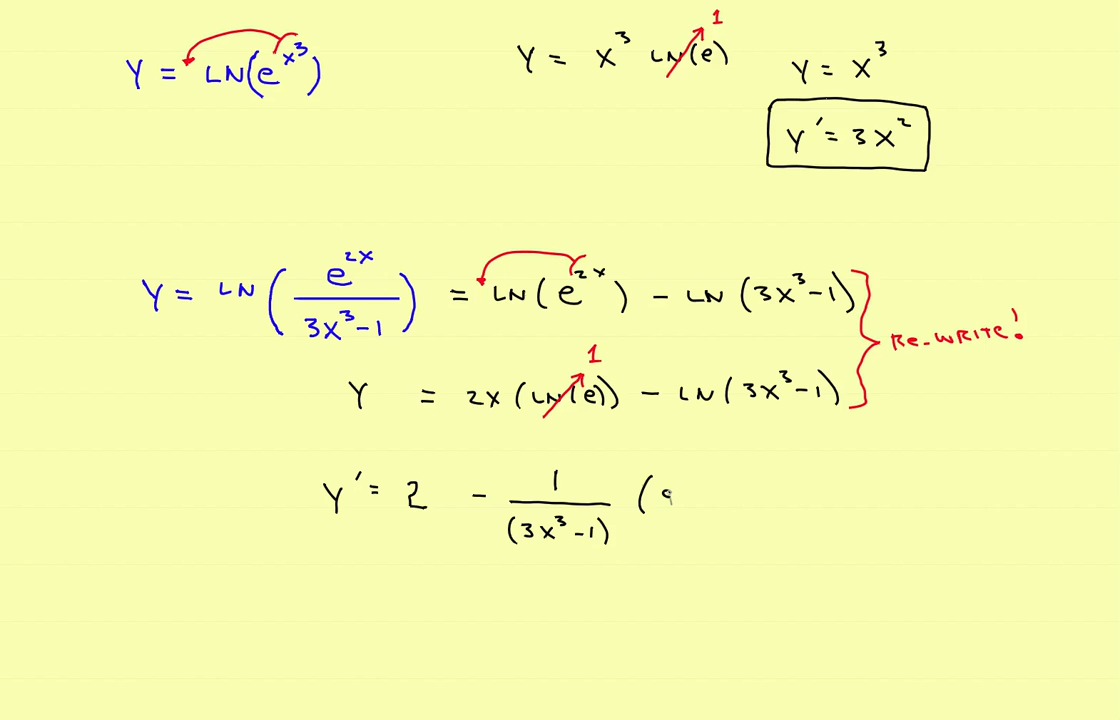 Y = LN(e^{x^3})
Y = x^3 LN(e) 1
Y = x^3
Y' = 3x^2
Y = LN(e^{2x} / (3x^3-1)) = LN(e^{2x}) - LN(3x^3-1)
Re-WRITE!
Y = 2x(LN(e)) - LN(3x^3-1) 1
Y' = 2 - 1/(3x^3-1) (